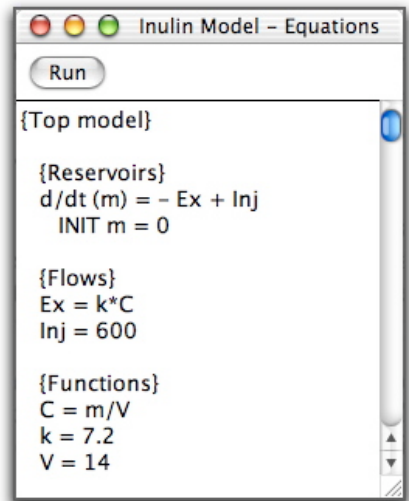 Inulin Model – Equations
Run
{Top model}
{Reservoirs}
d/dt (m) = – Ex + Inj
INIT m = 0
{Flows}
Ex = k*C
Inj = 600
{Functions}
C = m/V
k = 7.2
V = 14